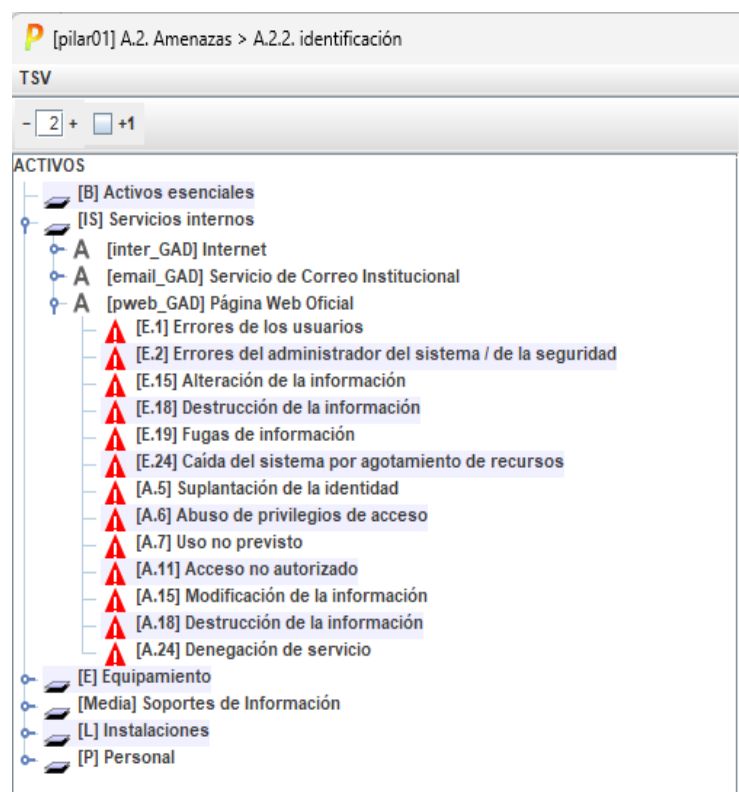 [pilar01] A.2. Amenazas > A.2.2. identificación
TSV
- 2 + +1
ACTIVOS
[B] Activos esenciales
[IS] Servicios internos
A [inter_GAD] Internet
A [email_GAD] Servicio de Correo Institucional
A [pweb_GAD] Página Web Oficial
[E.1] Errores de los usuarios
[E.2] Errores del administrador del sistema / de la seguridad
[E.15] Alteración de la información
[E.18] Destrucción de la información
[E.19] Fugas de información
[E.24] Caída del sistema por agotamiento de recursos
[A.5] Suplantación de la identidad
[A.6] Abuso de privilegios de acceso
[A.7] Uso no previsto
[A.11] Acceso no autorizado
[A.15] Modificación de la información
[A.18] Destrucción de la información
[A.24] Denegación de servicio
[E] Equipamiento
[Media] Soportes de Información
[L] Instalaciones
[P] Personal